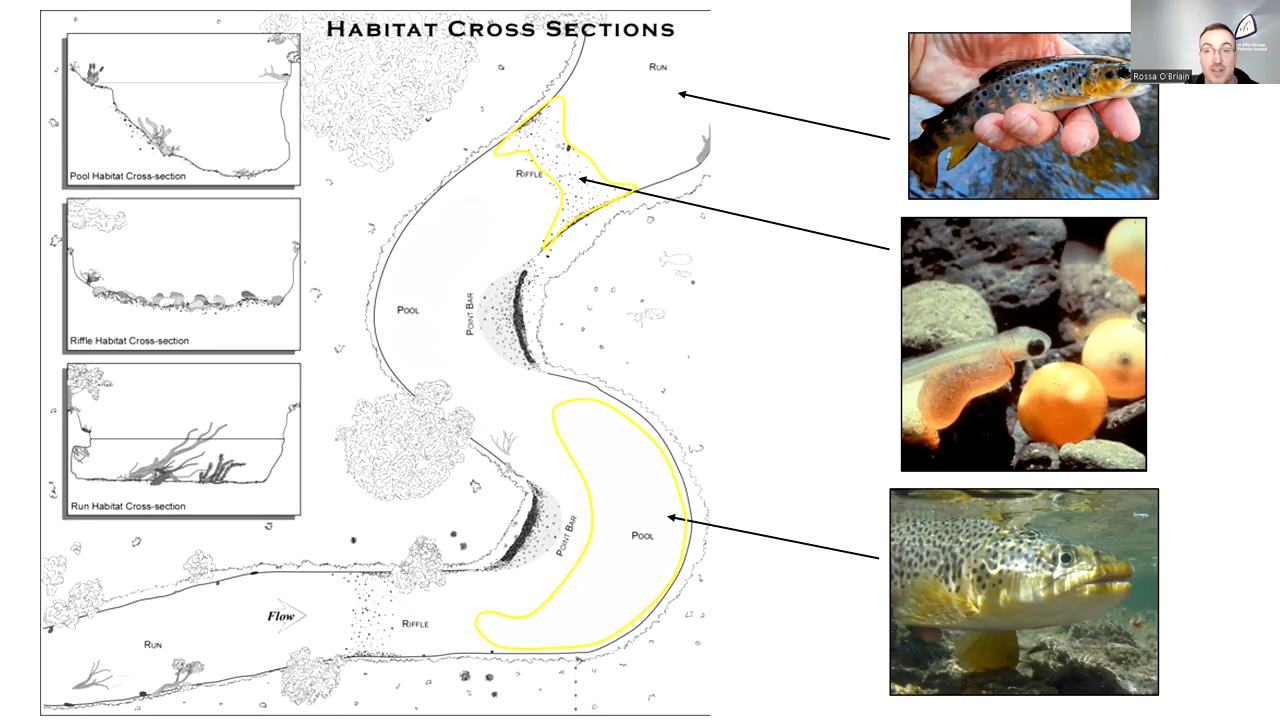 HABITAT CROSS SECTIONS
Pool Habitat Cross-section
Riffle Habitat Cross-section
Run Habitat Cross-section
RUN
RIFFLE
POOL
POINT BAR
POINT BAR
POOL
Flow
RIFFLE
RUN
Rossa O'Briain